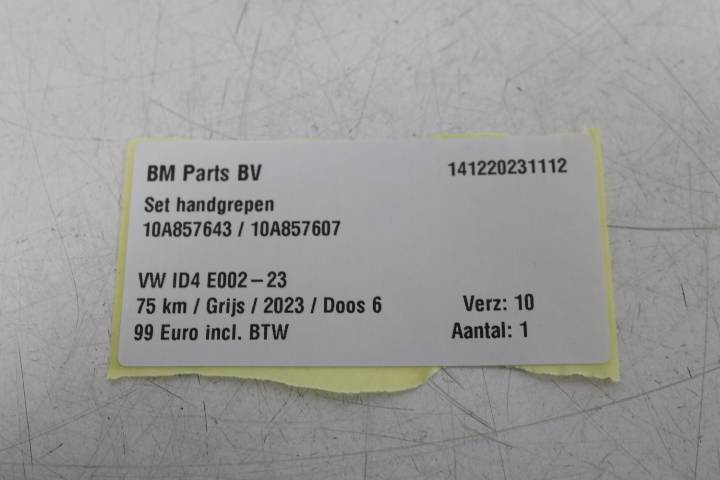 BM Parts BV 141220231112
Set handgrepen
10A857643 / 10A857607
VW ID4 E002-23
75 km / Grijs / 2023 / Doos 6 Verz: 10
99 Euro incl. BTW Aantal: 1